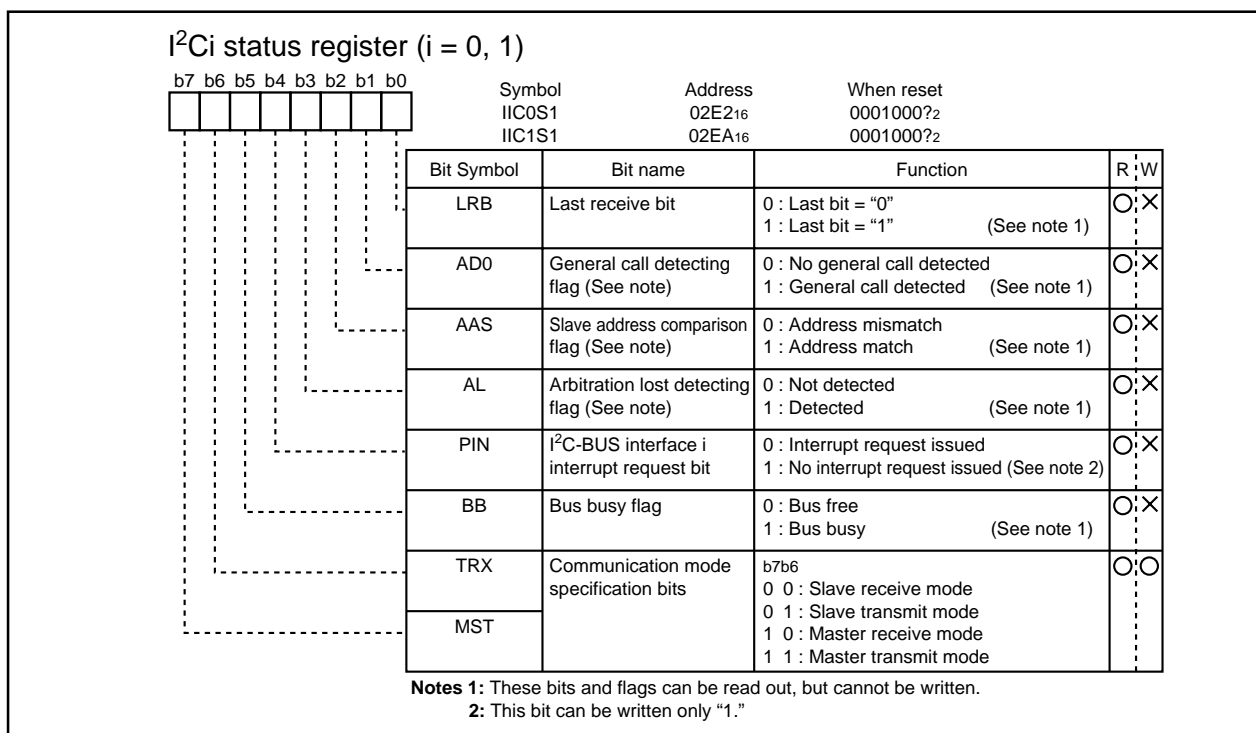 I²Ci status register (i = 0, 1)
b7 b6 b5 b4 b3 b2 b1 b0
Symbol Address When reset
IIC0S1 02E2₁₆ 0001000?₂
IIC1S1 02EA₁₆ 0001000?₂
Bit Symbol Bit name Function R W
LRB Last receive bit 0 : Last bit = “0” ○ ×
1 : Last bit = “1” (See note 1)
AD0 General call detecting 0 : No general call detected ○ ×
flag (See note) 1 : General call detected (See note 1)
AAS Slave address comparison 0 : Address mismatch ○ ×
flag (See note) 1 : Address match (See note 1)
AL Arbitration lost detecting 0 : Not detected ○ ×
flag (See note) 1 : Detected (See note 1)
PIN I²C-BUS interface i 0 : Interrupt request issued ○ ×
interrupt request bit 1 : No interrupt request issued (See note 2)
BB Bus busy flag 0 : Bus free ○ ×
1 : Bus busy (See note 1)
TRX Communication mode b7b6 ○ ○
specification bits 0 0 : Slave receive mode
0 1 : Slave transmit mode
MST 1 0 : Master receive mode
1 1 : Master transmit mode
Notes 1: These bits and flags can be read out, but cannot be written.
2: This bit can be written only “1.”